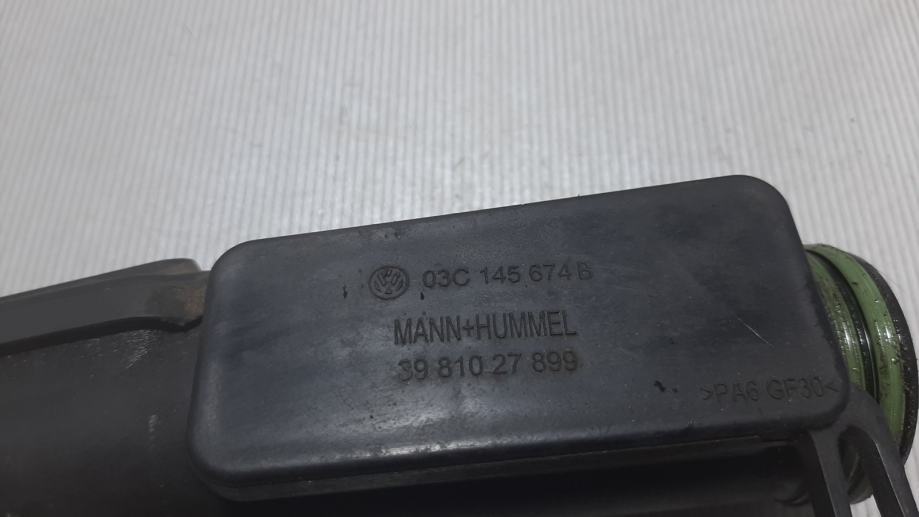 03C 145 674 B
MANN+HUMMEL
39 810 27 899
>PA6 GF30<